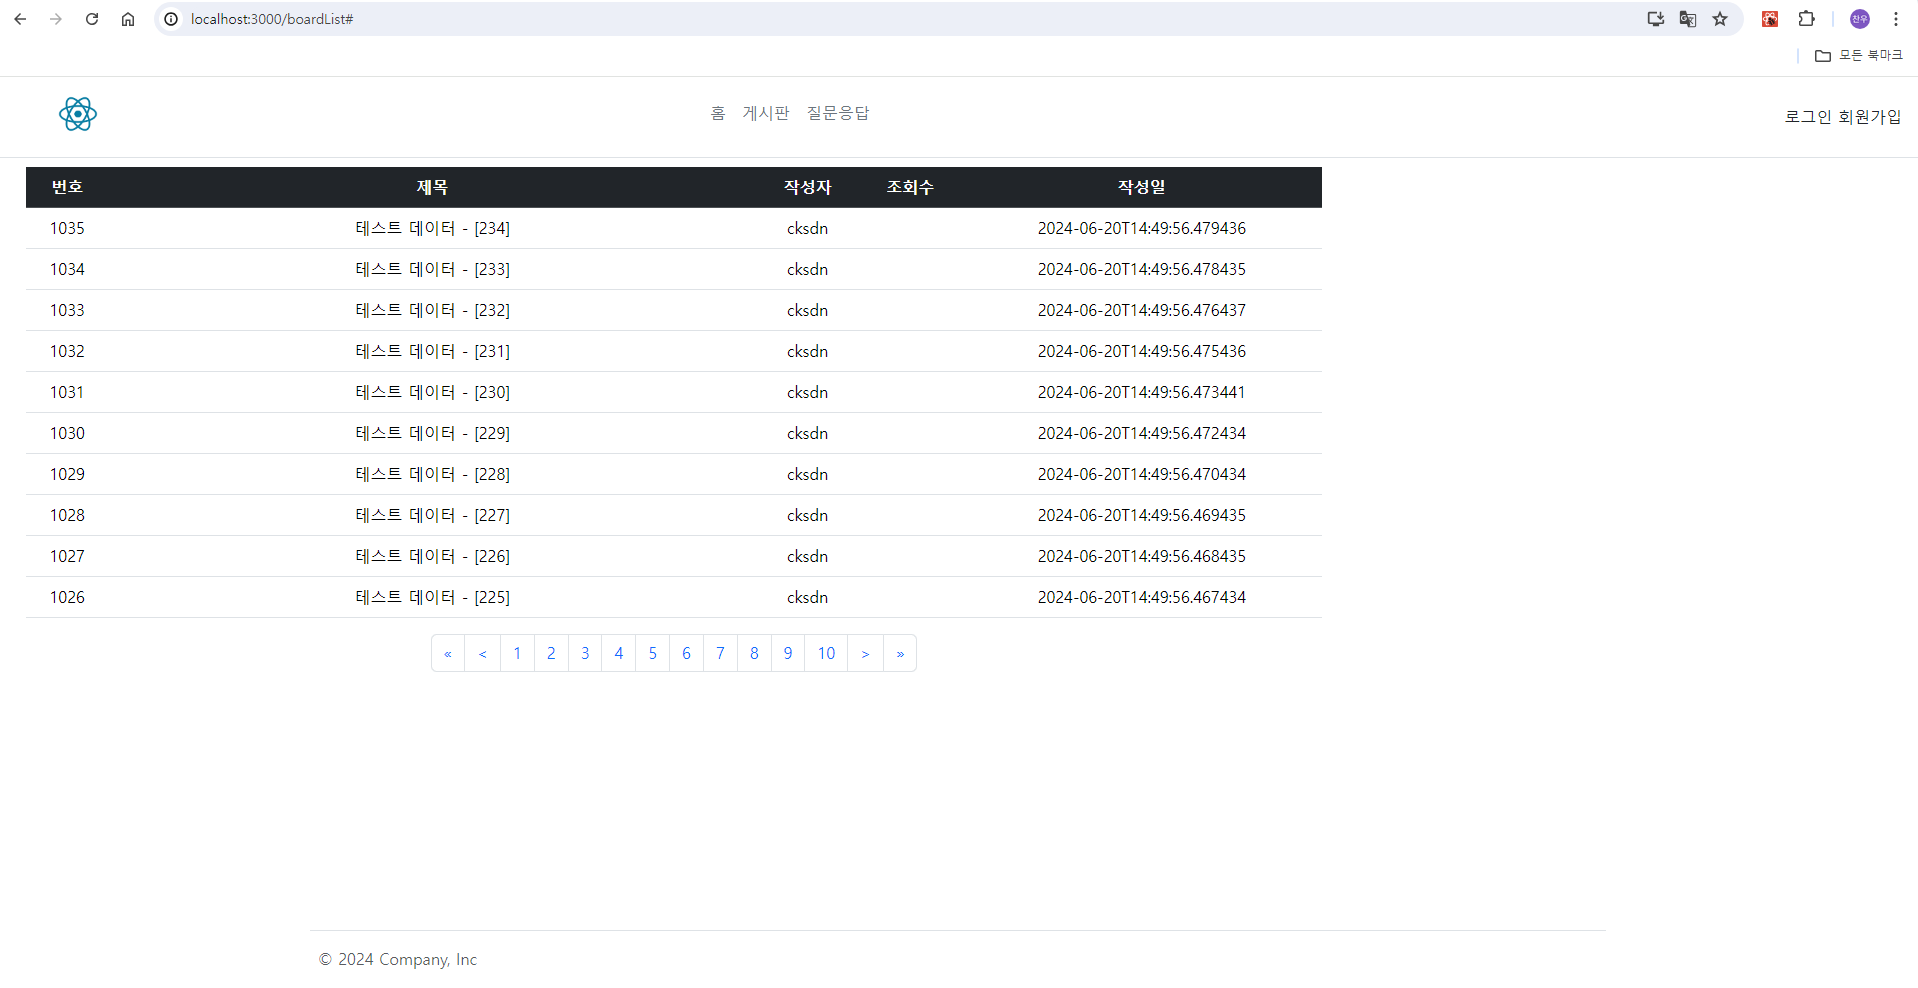 localhost:3000/boardList#
찬우
모든 북마크
홈 게시판 질문응답
로그인 회원가입
번호 제목 작성자 조회수 작성일
1035 테스트 데이터 - [234] cksdn 2024-06-20T14:49:56.479436
1034 테스트 데이터 - [233] cksdn 2024-06-20T14:49:56.478435
1033 테스트 데이터 - [232] cksdn 2024-06-20T14:49:56.476437
1032 테스트 데이터 - [231] cksdn 2024-06-20T14:49:56.475436
1031 테스트 데이터 - [230] cksdn 2024-06-20T14:49:56.473441
1030 테스트 데이터 - [229] cksdn 2024-06-20T14:49:56.472434
1029 테스트 데이터 - [228] cksdn 2024-06-20T14:49:56.470434
1028 테스트 데이터 - [227] cksdn 2024-06-20T14:49:56.469435
1027 테스트 데이터 - [226] cksdn 2024-06-20T14:49:56.468435
1026 테스트 데이터 - [225] cksdn 2024-06-20T14:49:56.467434
« < 1 2 3 4 5 6 7 8 9 10 > »
© 2024 Company, Inc